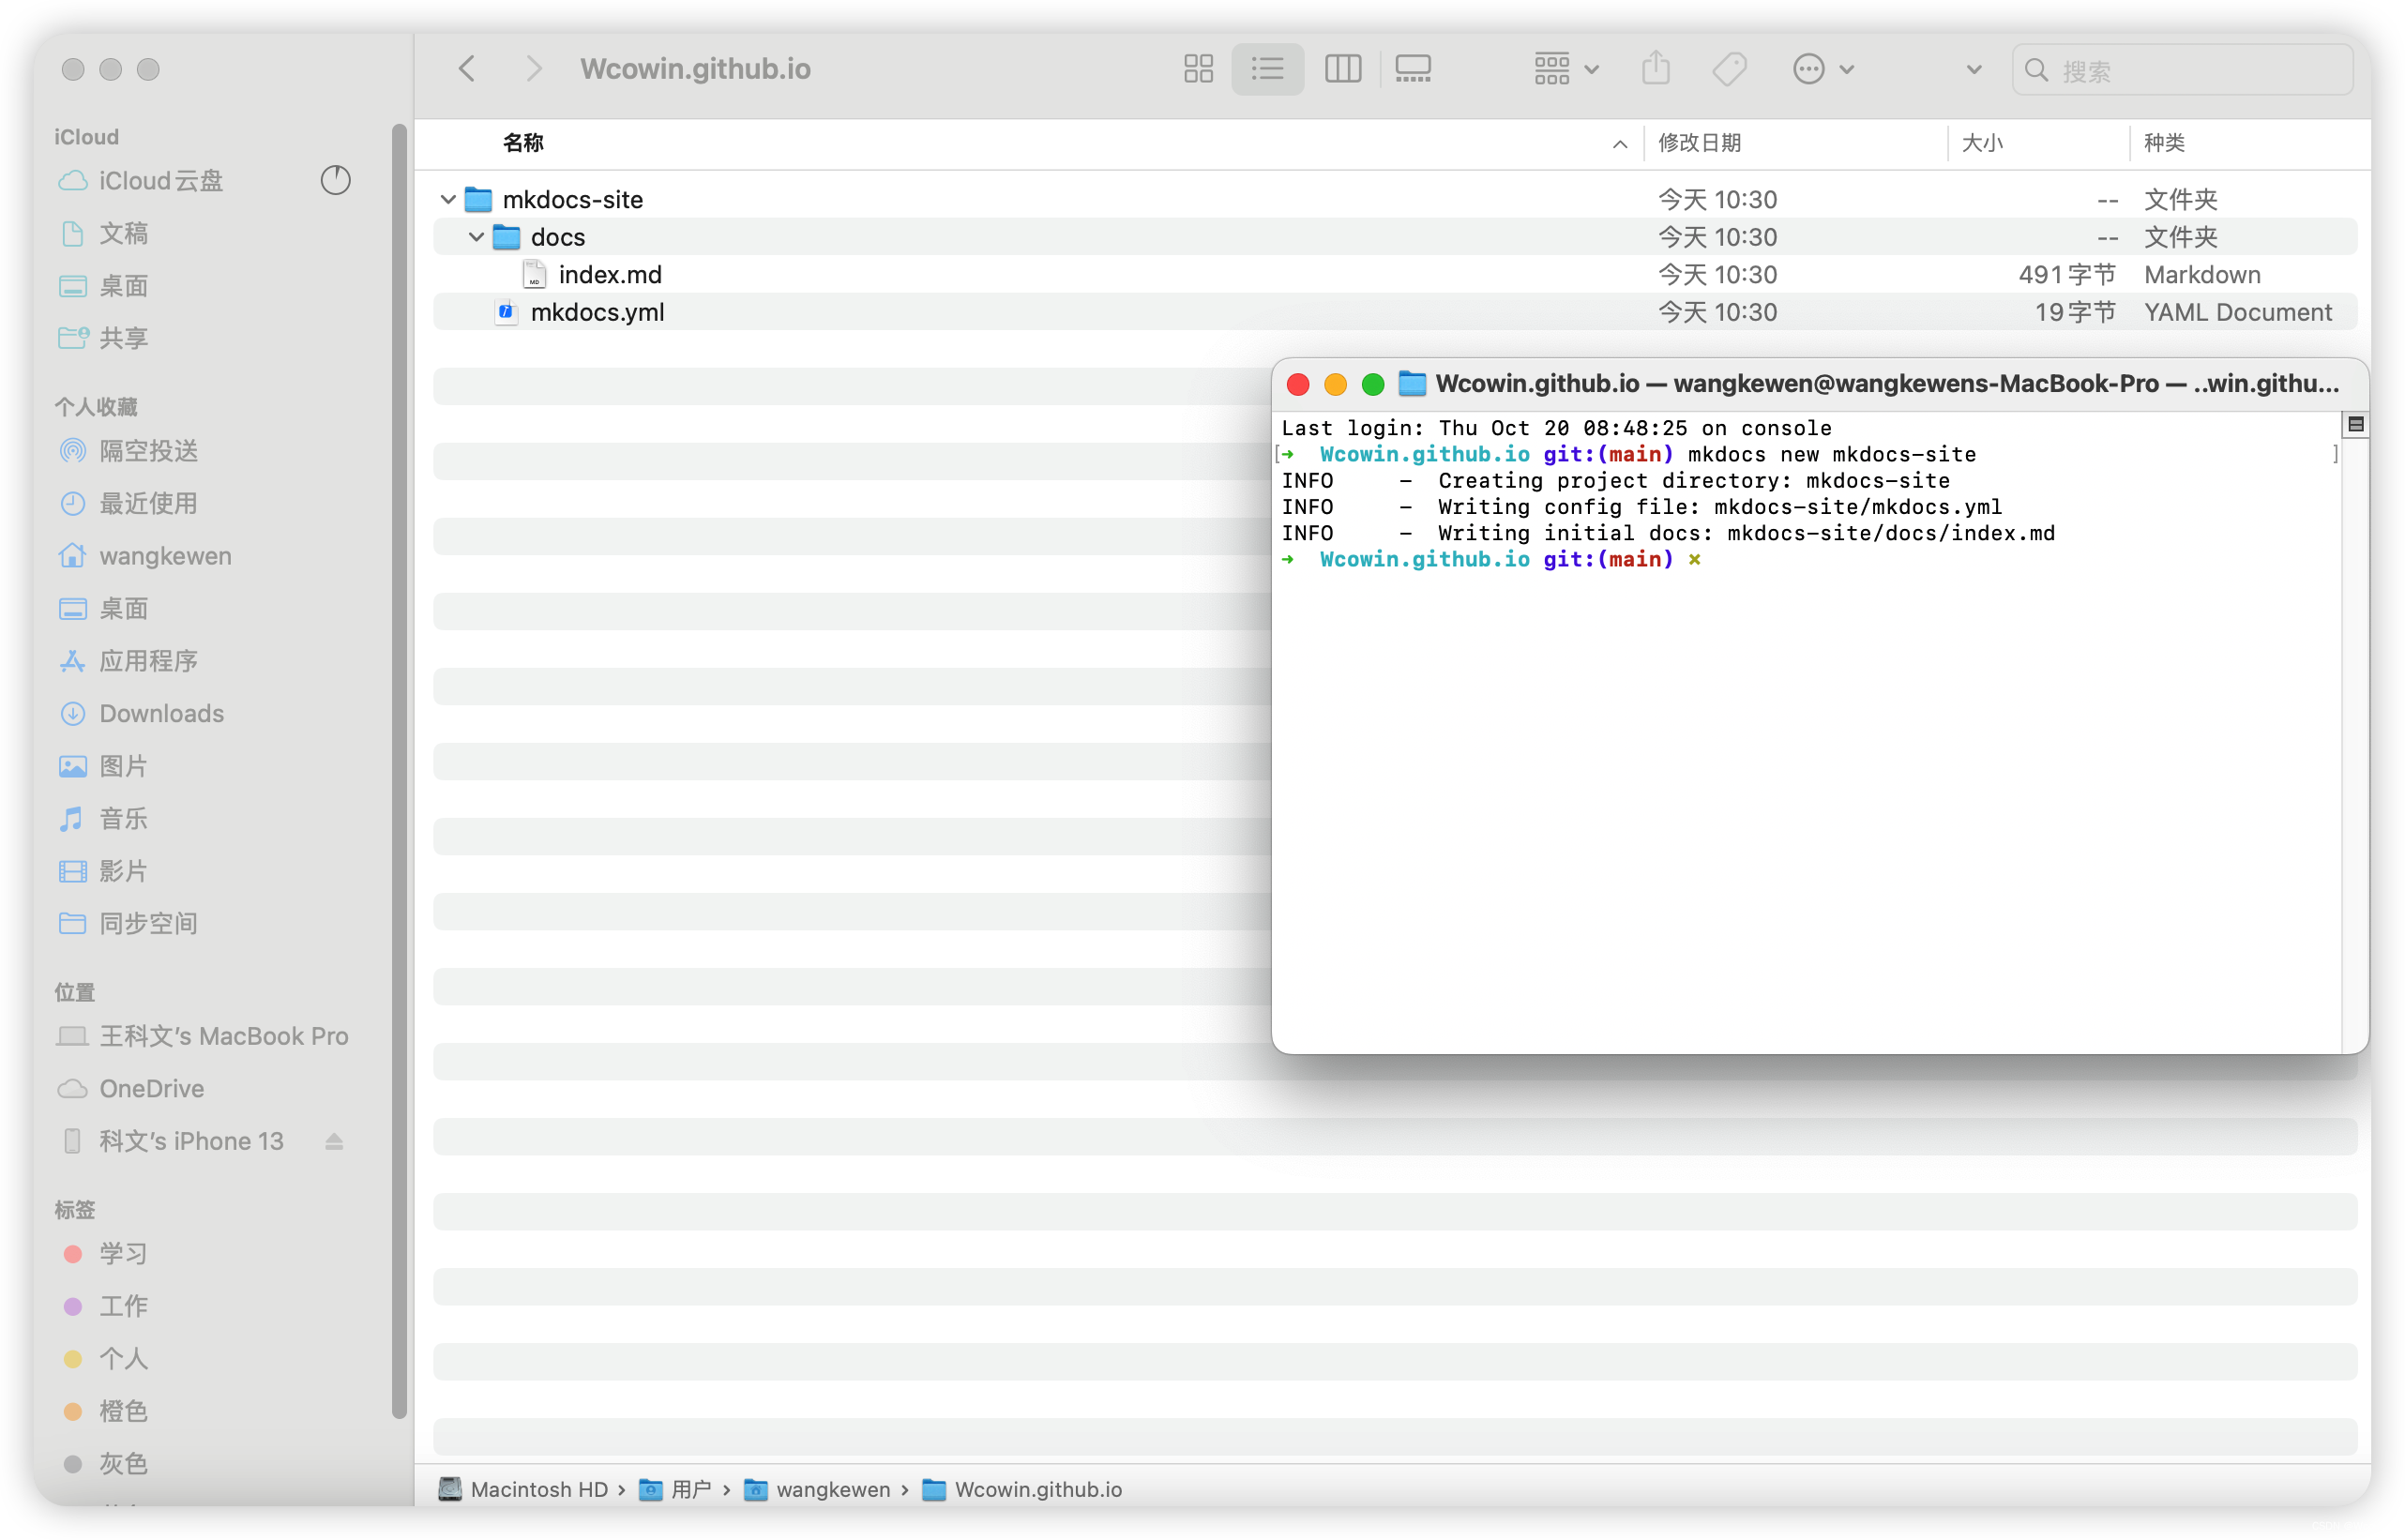 Wcowin.github.io
搜索
iCloud
iCloud云盘
文稿
桌面
共享
个人收藏
隔空投送
最近使用
wangkewen
桌面
应用程序
Downloads
图片
音乐
影片
同步空间
位置
王科文’s MacBook Pro
OneDrive
科文’s iPhone 13
标签
学习
工作
个人
橙色
灰色
名称 修改日期 大小 种类
mkdocs-site 今天 10:30 -- 文件夹
docs 今天 10:30 -- 文件夹
index.md 今天 10:30 491字节 Markdown
mkdocs.yml 今天 10:30 19字节 YAML Document
Wcowin.github.io — wangkewen@wangkewens-MacBook-Pro — ..win.githu...
Last login: Thu Oct 20 08:48:25 on console
[➜  Wcowin.github.io git:(main) mkdocs new mkdocs-site ]
INFO     -  Creating project directory: mkdocs-site
INFO     -  Writing config file: mkdocs-site/mkdocs.yml
INFO     -  Writing initial docs: mkdocs-site/docs/index.md
➜  Wcowin.github.io git:(main) ✗
Macintosh HD › 用户 › wangkewen › Wcowin.github.io